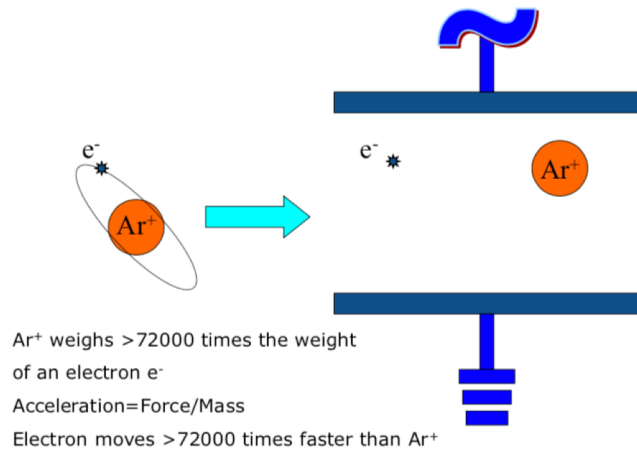 e⁻
Ar⁺
e⁻
Ar⁺
Ar⁺ weighs >72000 times the weight
of an electron e⁻
Acceleration=Force/Mass
Electron moves >72000 times faster than Ar⁺